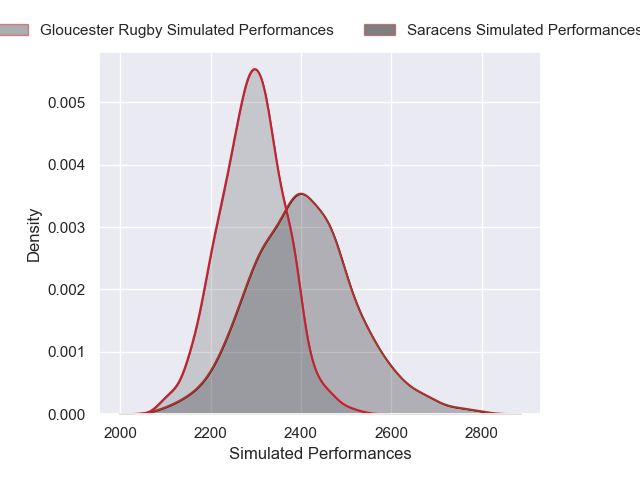 Gloucester Rugby Simulated Performances
Saracens Simulated Performances
0.005
0.004
0.003
0.002
0.001
0.000
Density
2000 2200 2400 2600 2800
Simulated Performances